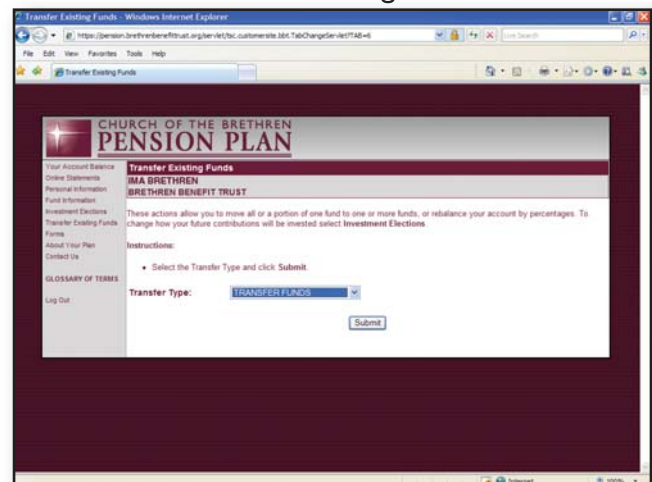 Transfer Existing Funds - Windows Internet Explorer
https://pension.brethrenbenefittrust.org/servlet/tsc.customersite.bbt.TabChangeServlet?TAB=6
Live Search
File Edit View Favorites Tools Help
Transfer Existing Funds
CHURCH OF THE BRETHREN
PENSION PLAN
Your Account Balance
Online Statements
Personal Information
Fund Information
Investment Elections
Transfer Existing Funds
Forms
About Your Plan
Contact Us
GLOSSARY OF TERMS
Log Out
Transfer Existing Funds
IMA BRETHREN
BRETHREN BENEFIT TRUST
These actions allow you to move all or a portion of one fund to one or more funds, or rebalance your account by percentages. To
change how your future contributions will be invested select Investment Elections.
Instructions:
• Select the Transfer Type and click Submit.
Transfer Type: TRANSFER FUNDS
Submit
Internet 100%